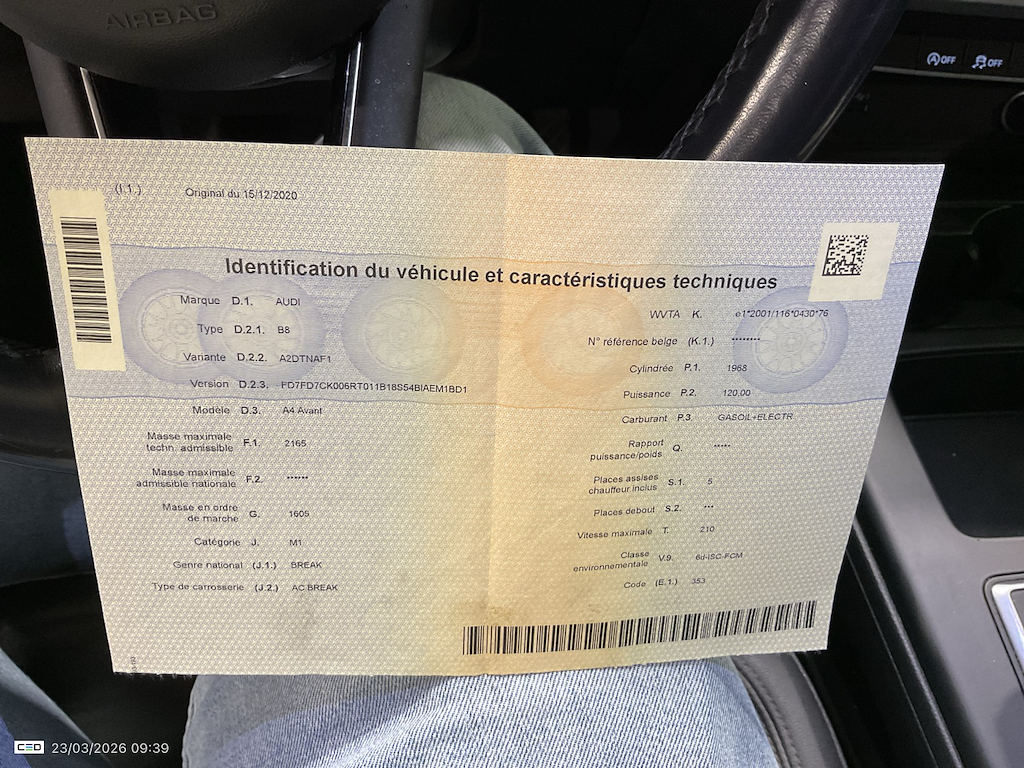 AIRBAG
OFF OFF
(I.1.) Original du 15/12/2020
Identification du véhicule et caractéristiques techniques
Marque D.1. AUDI
Type D.2.1. B8
Variante D.2.2. A2DTNAF1
Version D.2.3. FD7FD7CK006RT011B18S54BIAEM1BD1
Modèle D.3. A4 Avant
Masse maximale
techn. admissible F.1. 2165
Masse maximale
admissible nationale F.2. ******
Masse en ordre
de marche G. 1605
Catégorie J. M1
Genre national (J.1.) BREAK
Type de carrosserie (J.2.) AC BREAK
WVTA K. e1*2001/116*0430*76
N° référence belge (K.1.) ********
Cylindrée P.1. 1968
Puissance P.2. 120,00
Carburant P.3. GASOIL+ELECTR
Rapport
puissance/poids Q. *****
Places assises
chauffeur inclus S.1. 5
Places debout S.2. ***
Vitesse maximale T. 210
Classe
environnementale V.9. 6d-ISC-FCM
Code (E.1.) 353
CEO 23/03/2026 09:39